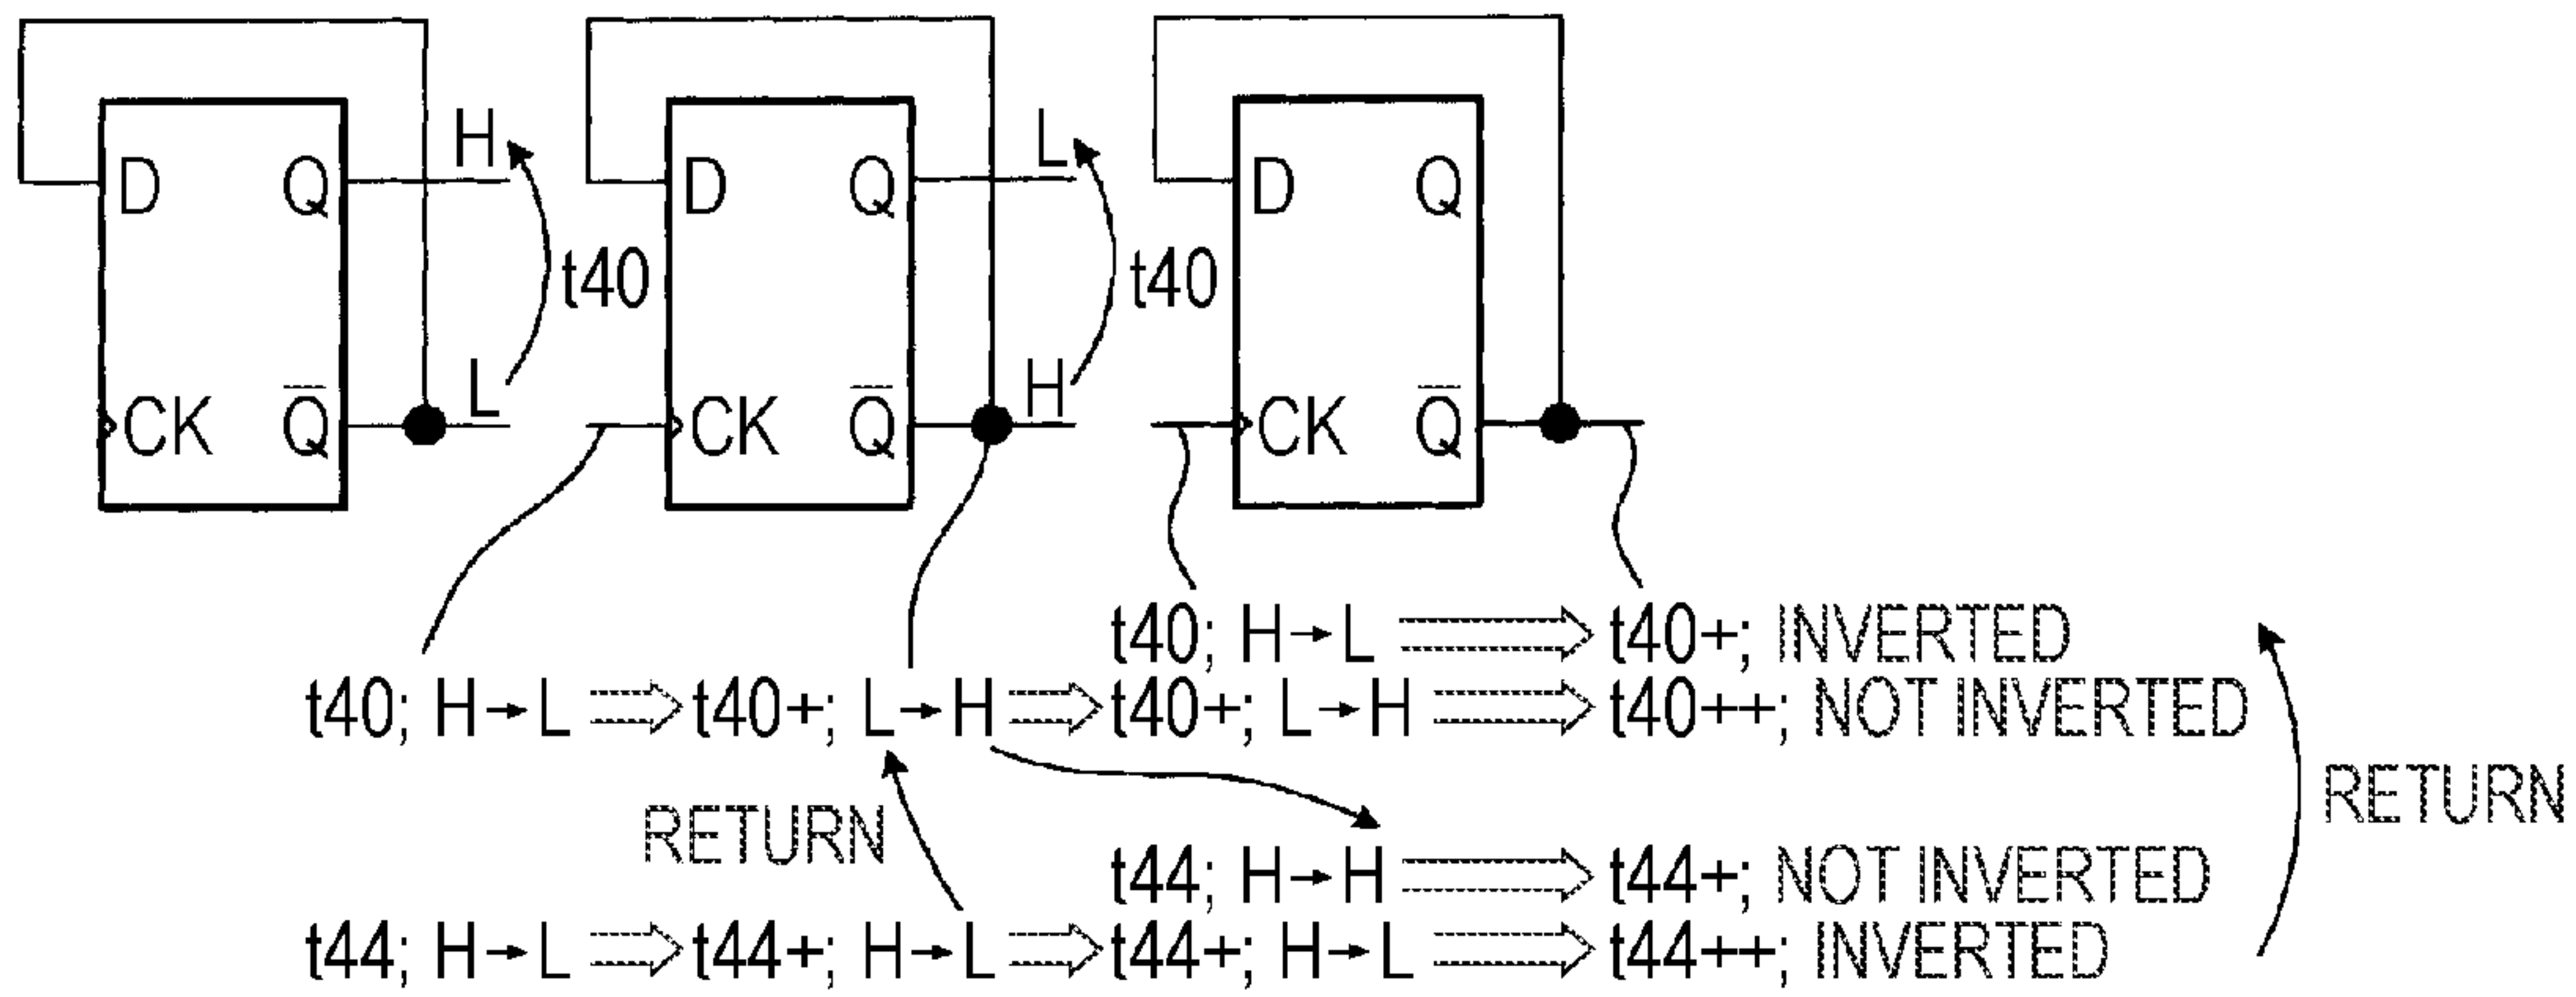 H L
D Q D Q D Q
t40 t40
L H
CK Q̅ CK Q̅ CK Q̅
t40; H→L ⇒ t40+; INVERTED
t40; H→L ⇒ t40+; L→H ⇒ t40+; L→H ⇒ t40++; NOT INVERTED
RETURN
RETURN
t44; H→H ⇒ t44+; NOT INVERTED
t44; H→L ⇒ t44+; H→L ⇒ t44+; H→L ⇒ t44++; INVERTED